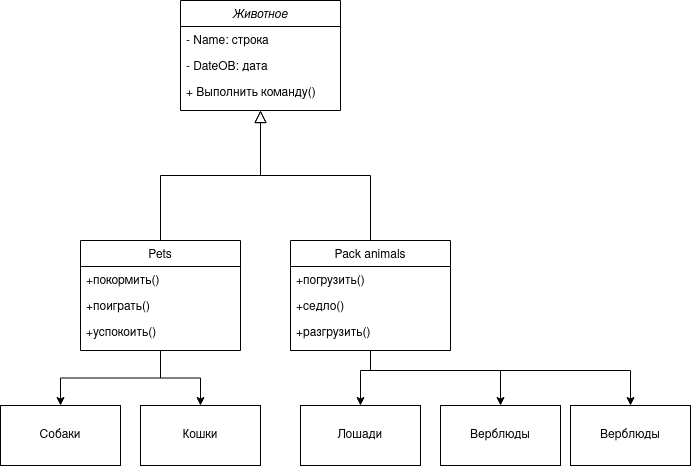 Животное
- Name: строка
- DateOB: дата
+ Выполнить команду()
Pets
+покормить()
+поиграть()
+успокоить()
Pack animals
+погрузить()
+седло()
+разгрузить()
Собаки
Кошки
Лошади
Верблюды
Верблюды